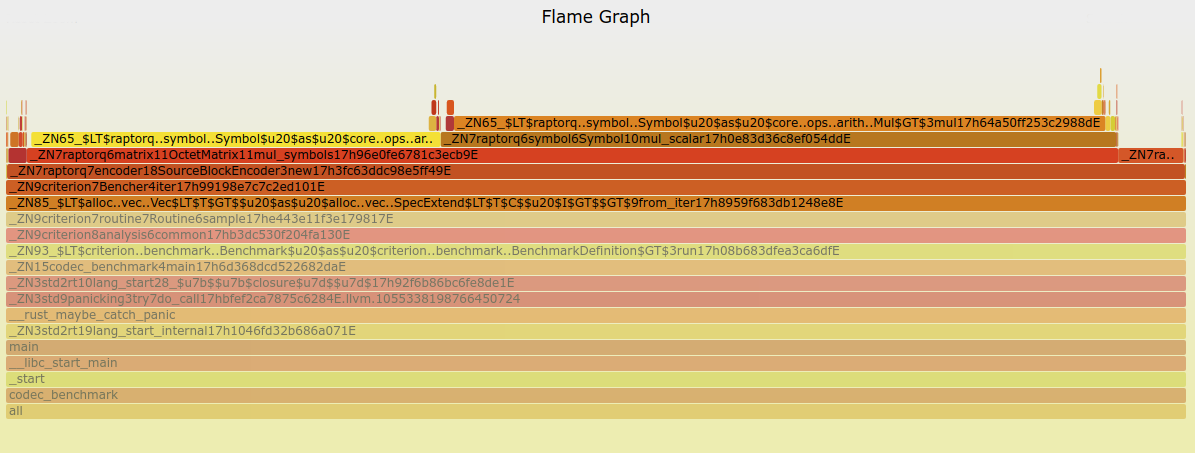 Flame Graph
_ZN65_$LT$raptorq..symbol..Symbol$u20$as$u20$core..ops..arith..Mul$GT$3mul17h64a50ff253c2988dE
_ZN65_$LT$raptorq..symbol..Symbol$u20$as$u20$core..ops..ar..
_ZN7raptorq6symbol6Symbol10mul_scalar17h0e83d36c8ef054ddE
_ZN7raptorq6matrix11OctetMatrix11mul_symbols17h96e0fe6781c3ecb9E
_ZN7ra..
_ZN7raptorq7encoder18SourceBlockEncoder3new17h3fc63ddc98e5ff49E
_ZN9criterion7Bencher4iter17h99198e7c7c2ed101E
_ZN85_$LT$alloc..vec..Vec$LT$T$GT$$u20$as$u20$alloc..vec..SpecExtend$LT$T$C$$u20$I$GT$$GT$9from_iter17h8959f683db1248e8E
_ZN9criterion7routine7Routine6sample17he443e11f3e179817E
_ZN9criterion8analysis6common17hb3dc530f204fa130E
_ZN93_$LT$criterion..benchmark..Benchmark$u20$as$u20$criterion..benchmark..BenchmarkDefinition$GT$3run17h08b683dfea3ca6dfE
_ZN15codec_benchmark4main17h6d368dcd522682daE
_ZN3std2rt10lang_start28_$u7b$$u7b$closure$u7d$$u7d$17h92f6b86bc6fe8de1E
_ZN3std9panicking3try7do_call17hbfef2ca7875c6284E.llvm.1055338198766450724
__rust_maybe_catch_panic
_ZN3std2rt19lang_start_internal17h1046fd32b686a071E
main
__libc_start_main
_start
codec_benchmark
all